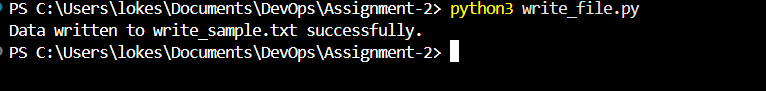 PS C:\Users\lokes\Documents\DevOps\Assignment-2> python3 write_file.py
Data written to write_sample.txt successfully.
PS C:\Users\lokes\Documents\DevOps\Assignment-2>